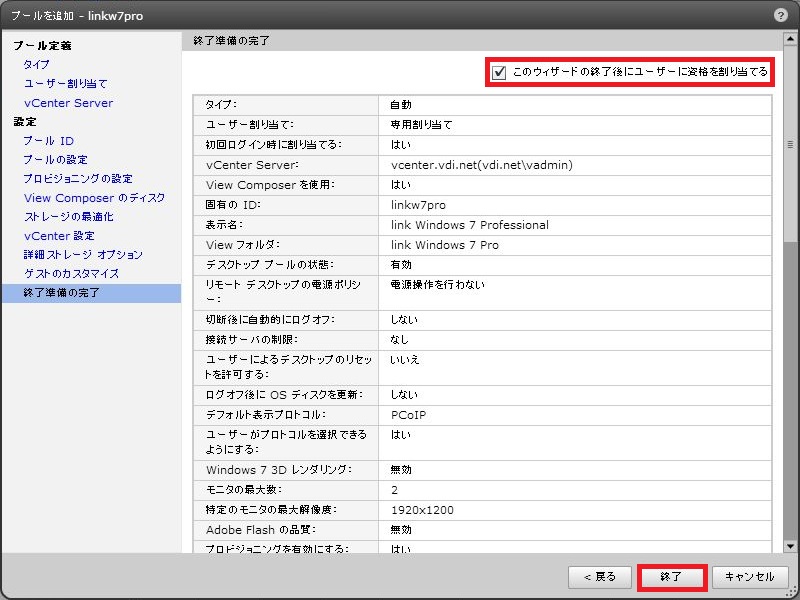 プールを追加 - linkw7pro
?
プール定義
タイプ
ユーザー割り当て
vCenter Server
設定
プール ID
プールの設定
プロビジョニングの設定
View Composer のディスク
ストレージの最適化
vCenter 設定
詳細ストレージ オプション
ゲストのカスタマイズ
終了準備の完了
終了準備の完了
このウィザードの終了後にユーザーに資格を割り当てる
タイプ: 自動
ユーザー割り当て: 専用割り当て
初回ログイン時に割り当てる: はい
vCenter Server: vcenter.vdi.net(vdi.net\vadmin)
View Composer を使用: はい
固有の ID: linkw7pro
表示名: link Windows 7 Professional
View フォルダ: link Windows 7 Pro
デスクトップ プールの状態: 有効
リモート デスクトップの電源ポリシ 電源操作を行わない
ー:
切断後に自動的にログオフ: しない
接続サーバの制限: なし
ユーザーによるデスクトップのリセッ いいえ
トを許可する:
ログオフ後に OS ディスクを更新: しない
デフォルト表示プロトコル: PCoIP
ユーザーがプロトコルを選択できる はい
ようにする:
Windows 7 3D レンダリング: 無効
モニタの最大数: 2
特定のモニタの最大解像度: 1920x1200
Adobe Flash の品質: 無効
プロビジョニングを有効にする: はい
< 戻る 終了 キャンセル